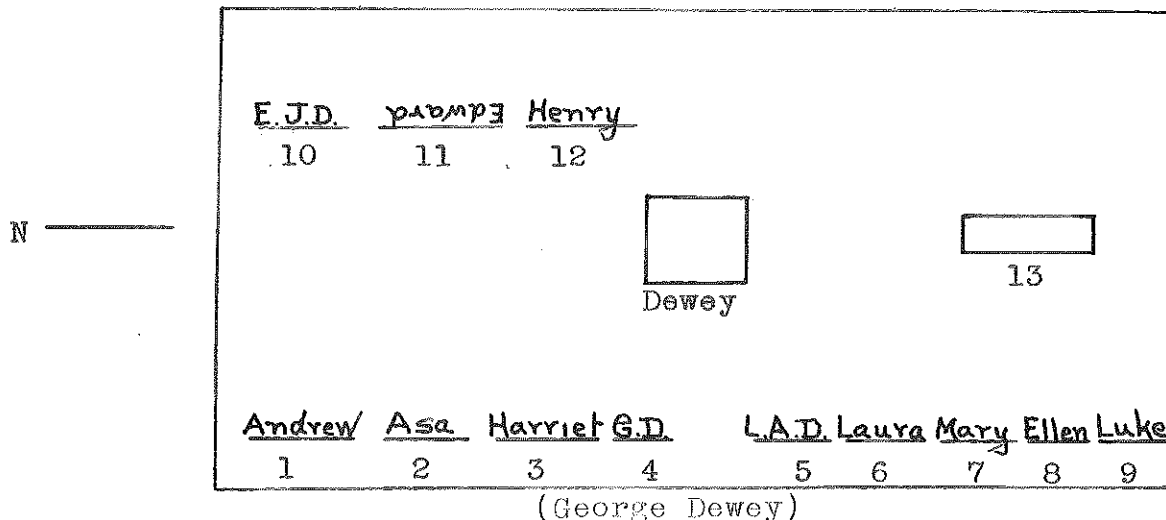 E.J.D. Edward Henry
10 11 12
N
13
Dewey
Andrew Asa Harriet G.D. L.A.D. Laura Mary Ellen Luke
1 2 3 4 5 6 7 8 9
(George Dewey)